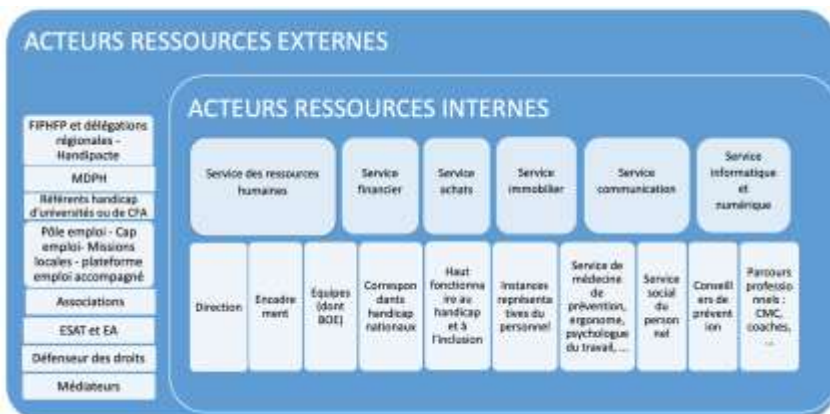 ACTEURS RESSOURCES EXTERNES
FIPHFP et délégations
régionales -
Handipacte
MDPH
Référents handicap
d'universités ou de CFA
Pôle emploi - Cap
emploi- Missions
locales - plateforme
emploi accompagné
Associations
ESAT et EA
Défenseur des droits
Médiateurs
ACTEURS RESSOURCES INTERNES
Service des ressources
humaines
Service
financier
Service
achats
Service
immobilier
Service
communication
Service
informatique
et
numérique
Direction
Encadre
ment
Equipes
(dont
BOE)
Correspon
dants
handicap
nationaux
Haut
fonctionna
ire au
handicap
et à
l'inclusion
Instances
représenta
tives du
personnel
Service de
médecine
de
prévention,
ergonome,
psychologue
du travail, ...
Service
social du
person
nel
Conseill
ers de
prévent
ion
Parcours
professio
nnels :
CMC,
coaches,
...